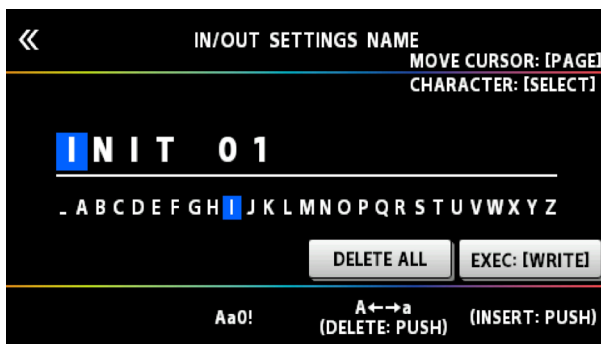 « IN/OUT SETTINGS NAME
MOVE CURSOR: [PAGE]
CHARACTER: [SELECT]
INIT 01
_ABCDEFGHIJKLMNOPQRSTUVWXYZ
DELETE ALL EXEC: [WRITE]
Aa0! A←→a (INSERT: PUSH)
(DELETE: PUSH)